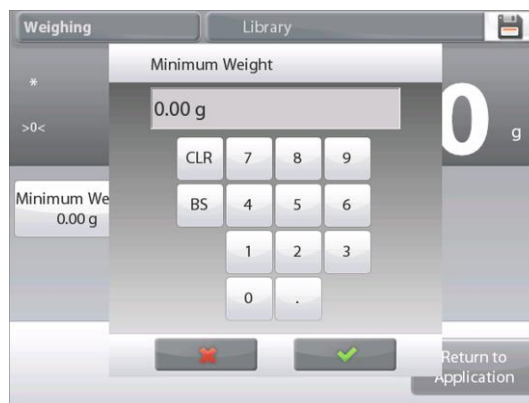 Weighing
Library
Minimum Weight
*
>0<
0.00 g
0
g
CLR 7 8 9
Minimum We
0.00 g
BS 4 5 6
1 2 3
0 .
Return to
Application